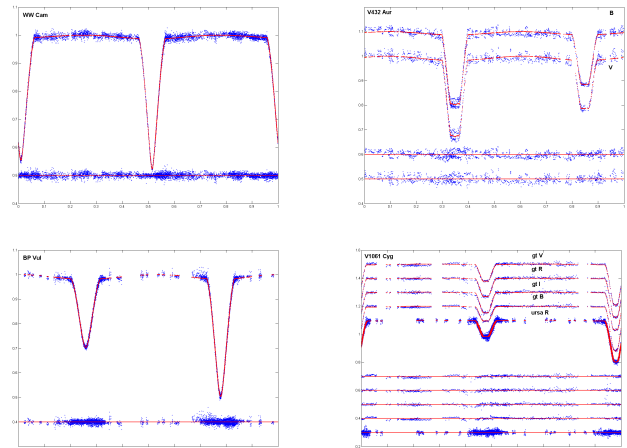 WW Cam
V432 Aur
B
V
BP Vul
V1061 Cyg
gt V
gt R
gt I
gt B
ursa R